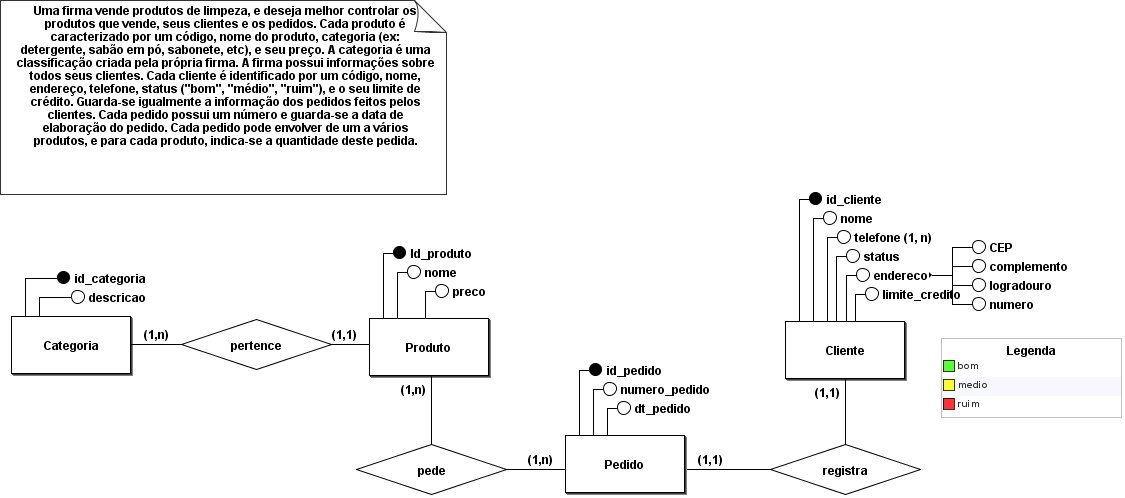 Uma firma vende produtos de limpeza, e deseja melhor controlar os
produtos que vende, seus clientes e os pedidos. Cada produto é
caracterizado por um código, nome do produto, categoria (ex:
detergente, sabão em pó, sabonete, etc), e seu preço. A categoria é uma
classificação criada pela própria firma. A firma possui informações sobre
todos seus clientes. Cada cliente é identificado por um código, nome,
endereço, telefone, status ("bom", "médio", "ruim"), e o seu limite de
crédito. Guarda-se igualmente a informação dos pedidos feitos pelos
clientes. Cada pedido possui um número e guarda-se a data de
elaboração do pedido. Cada pedido pode envolver de um a vários
produtos, e para cada produto, indica-se a quantidade deste pedida.
id_categoria
descricao
Categoria
(1,n)
pertence
(1,1)
Id_produto
nome
preco
Produto
(1,n)
pede
(1,n)
id_pedido
numero_pedido
dt_pedido
Pedido
(1,1)
registra
(1,1)
id_cliente
nome
telefone (1, n)
status
endereco
limite_credito
CEP
complemento
logradouro
numero
Cliente
Legenda
bom
medio
ruim